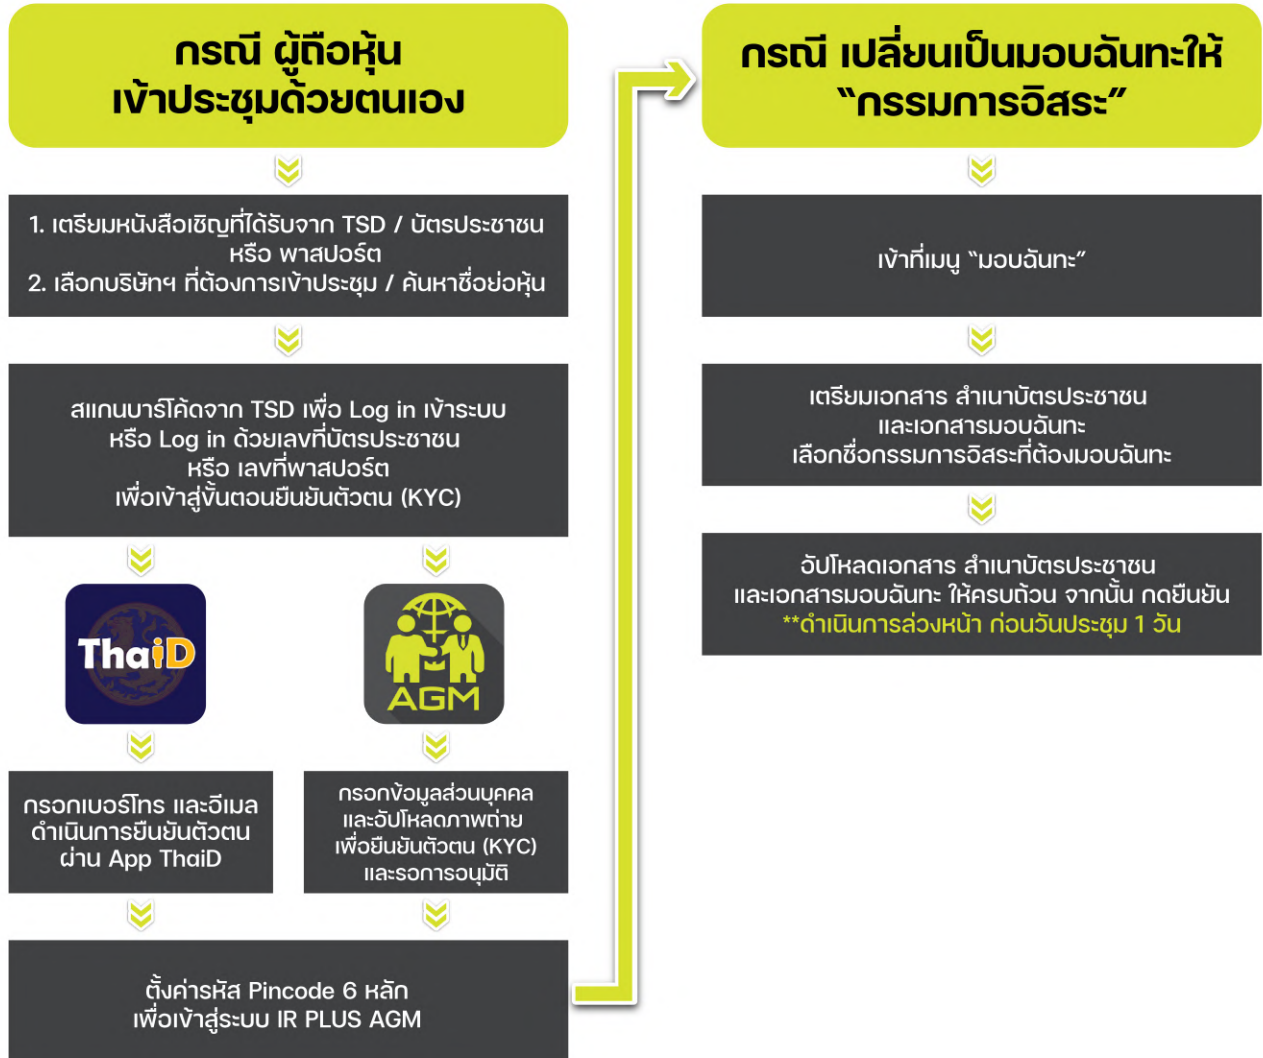 กรณี ผู้ถือหุ้น
เข้าประชุมด้วยตนเอง
1. เตรียมหนังสือเชิญที่ได้รับจาก TSD / บัตรประชาชน
หรือ พาสปอร์ต
2. เลือกบริษัทฯ ที่ต้องการเข้าประชุม / ค้นหาชื่อย่อหุ้น
สแกนบาร์โค้ดจาก TSD เพื่อ Log in เข้าระบบ
หรือ Log in ด้วยเลขที่บัตรประชาชน
หรือ เลขที่พาสปอร์ต
เพื่อเข้าสู่ขั้นตอนยืนยันตัวตน (KYC)
ThaiD
AGM
กรอกเบอร์โทร และอีเมล
ดำเนินการยืนยันตัวตน
ผ่าน App ThaiD
กรอกข้อมูลส่วนบุคคล
และอัปโหลดภาพถ่าย
เพื่อยืนยันตัวตน (KYC)
และรอการอนุมัติ
ตั้งค่ารหัส Pincode 6 หลัก
เพื่อเข้าสู่ระบบ IR PLUS AGM
กรณี เปลี่ยนเป็นมอบฉันทะให้
“กรรมการอิสระ”
เข้าที่เมนู “มอบฉันทะ”
เตรียมเอกสาร สำเนาบัตรประชาชน
และเอกสารมอบฉันทะ
เลือกชื่อกรรมการอิสระที่ต้องมอบฉันทะ
อัปโหลดเอกสาร สำเนาบัตรประชาชน
และเอกสารมอบฉันทะ ให้ครบถ้วน จากนั้น กดยืนยัน
**ดำเนินการล่วงหน้า ก่อนวันประชุม 1 วัน